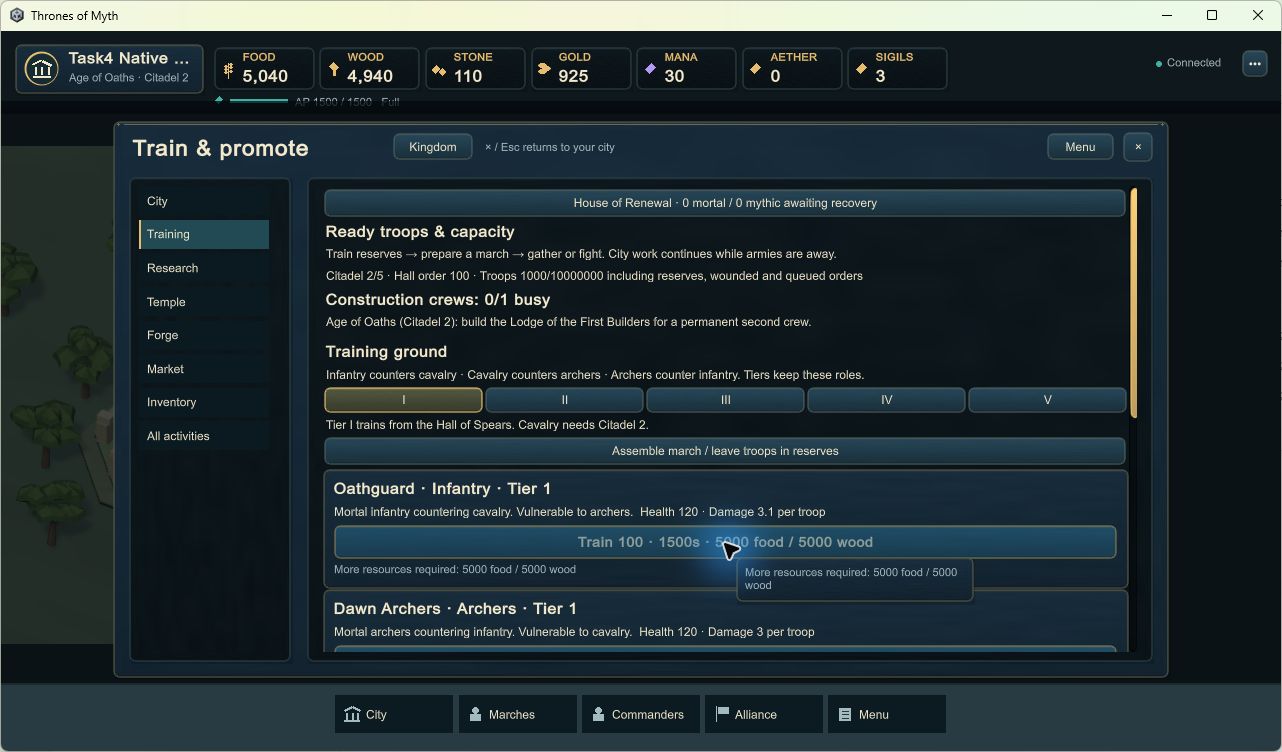 Thrones of Myth
Task4 Native ...
Age of Oaths · Citadel 2
FOOD
5,040
WOOD
4,940
STONE
110
GOLD
925
MANA
30
AETHER
0
SIGILS
3
Connected
AP 1500 / 1500 · Full
Train & promote
Kingdom
× / Esc returns to your city
Menu
×
City
Training
Research
Temple
Forge
Market
Inventory
All activities
House of Renewal · 0 mortal / 0 mythic awaiting recovery
Ready troops & capacity
Train reserves → prepare a march → gather or fight. City work continues while armies are away.
Citadel 2/5 · Hall order 100 · Troops 1000/10000000 including reserves, wounded and queued orders
Construction crews: 0/1 busy
Age of Oaths (Citadel 2): build the Lodge of the First Builders for a permanent second crew.
Training ground
Infantry counters cavalry · Cavalry counters archers · Archers counter infantry. Tiers keep these roles.
I
II
III
IV
V
Tier I trains from the Hall of Spears. Cavalry needs Citadel 2.
Assemble march / leave troops in reserves
Oathguard · Infantry · Tier 1
Mortal infantry countering cavalry. Vulnerable to archers. Health 120 · Damage 3.1 per troop
Train 100 · 1500s · 5000 food / 5000 wood
More resources required: 5000 food / 5000 wood
More resources required: 5000 food / 5000
wood
Dawn Archers · Archers · Tier 1
Mortal archers countering infantry. Vulnerable to cavalry. Health 120 · Damage 3 per troop
City
Marches
Commanders
Alliance
Menu